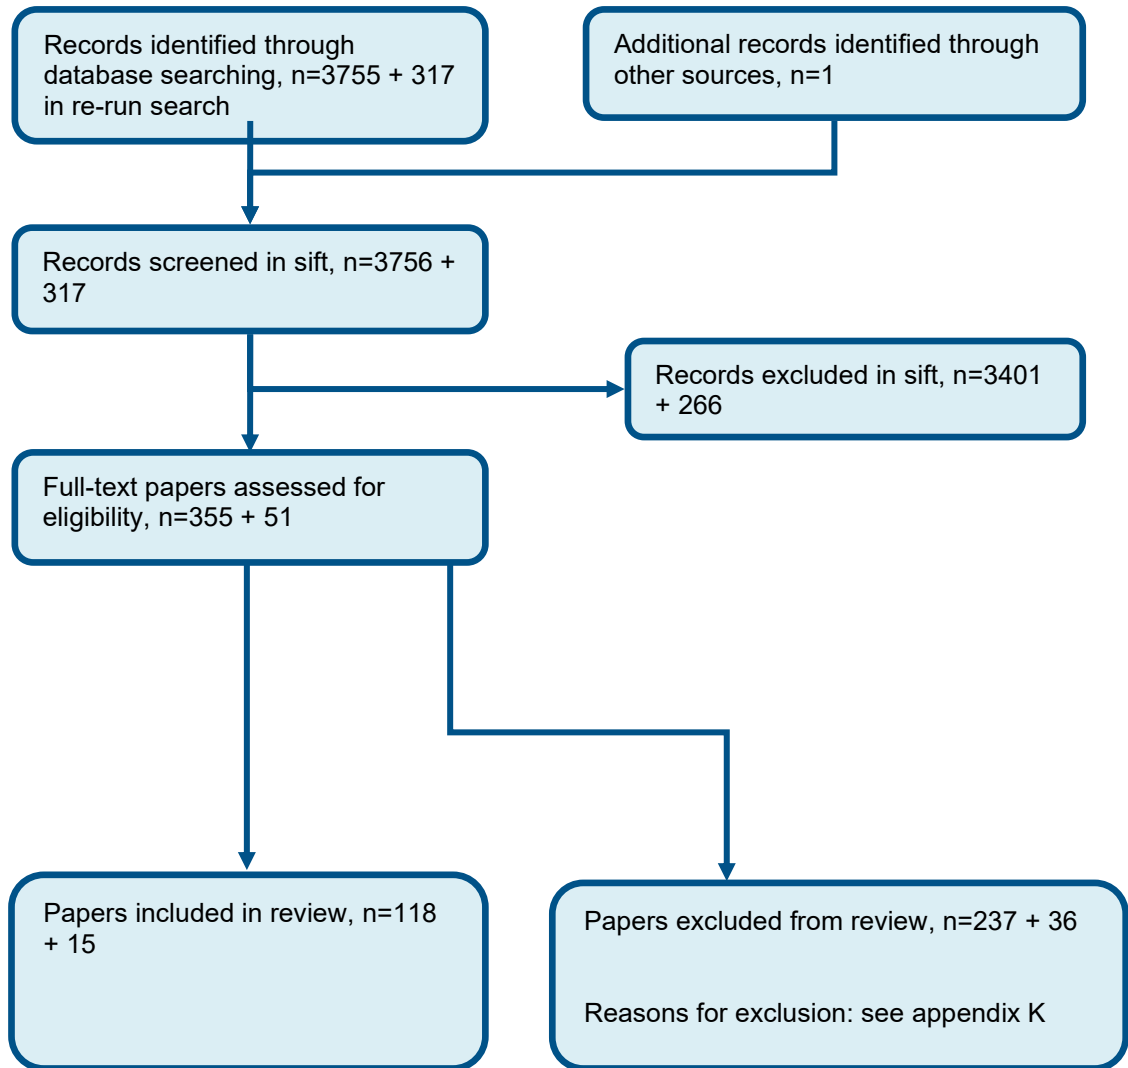 Records identified through
database searching, n=3755 + 317
in re-run search
Additional records identified through
other sources, n=1
Records screened in sift, n=3756 +
317
Records excluded in sift, n=3401
+ 266
Full-text papers assessed for
eligibility, n=355 + 51
Papers included in review, n=118
+ 15
Papers excluded from review, n=237 + 36
Reasons for exclusion: see appendix K